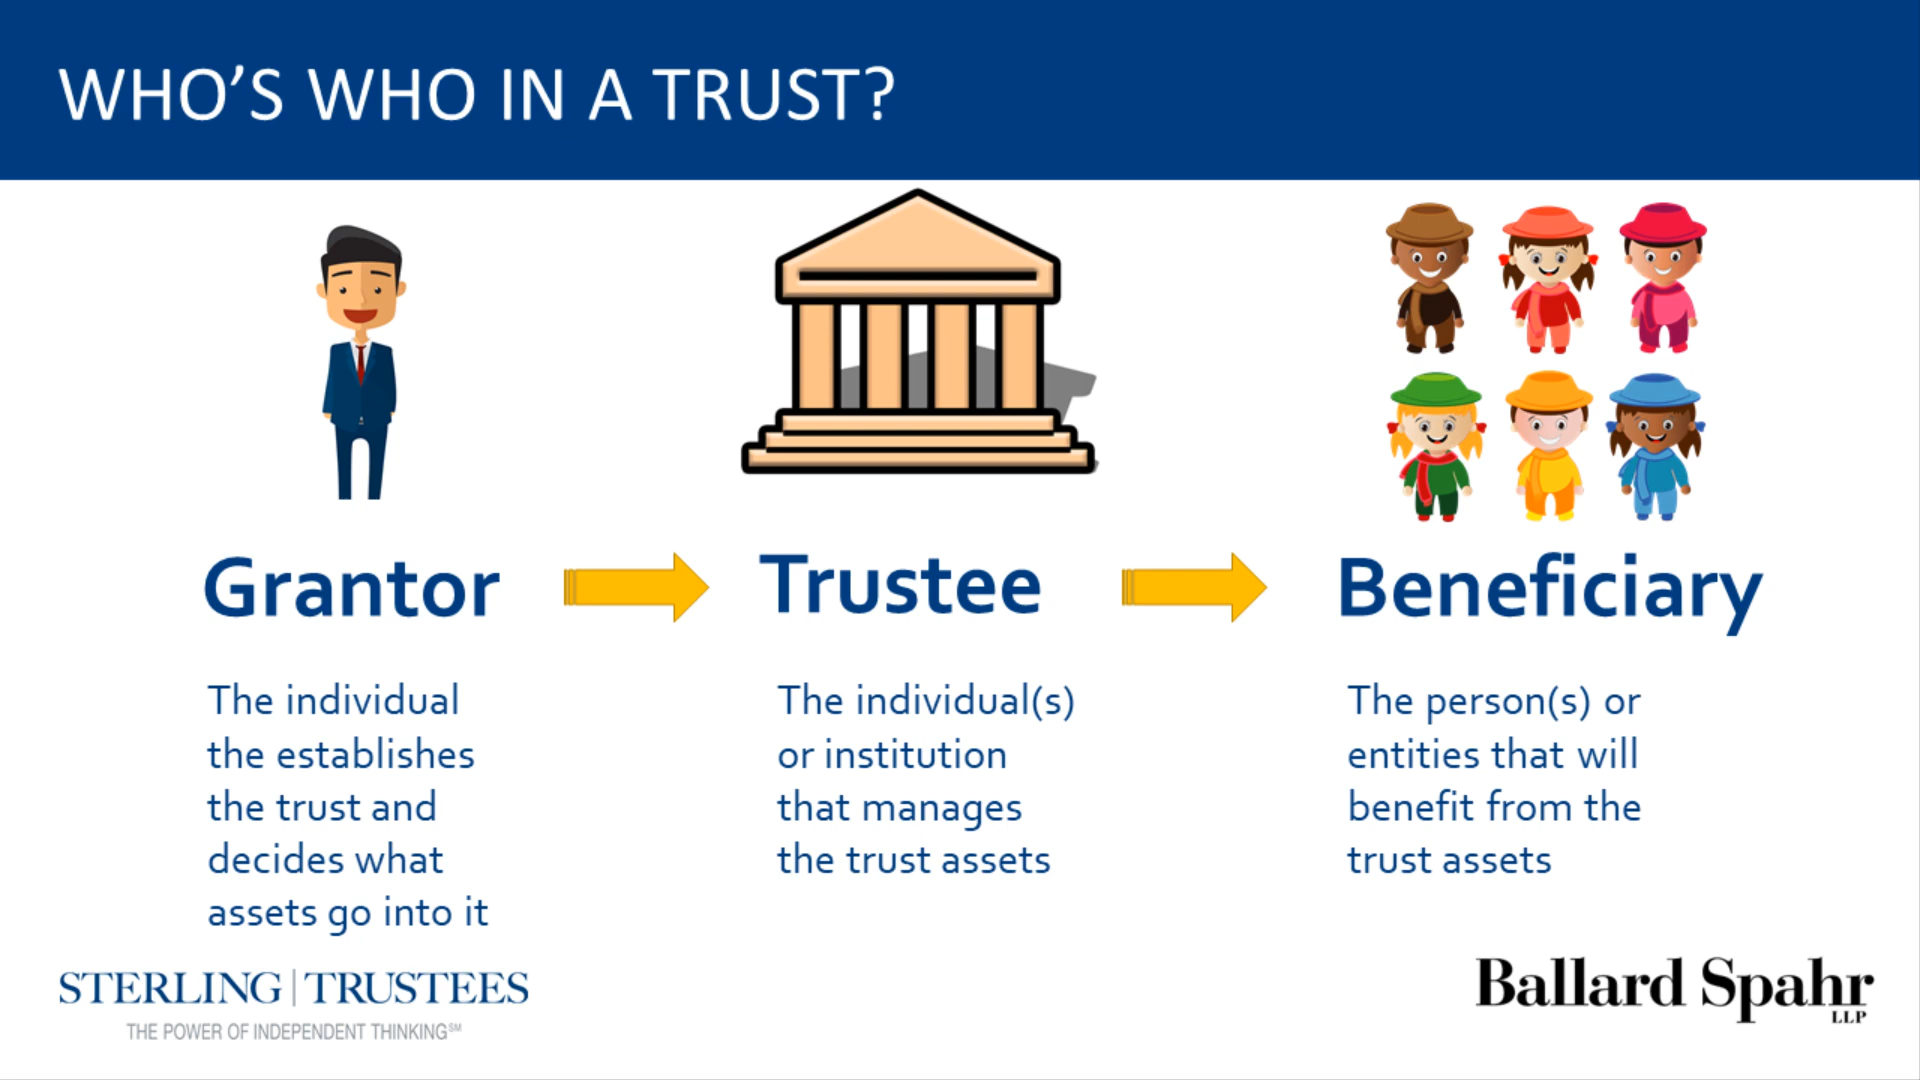 WHO’S WHO IN A TRUST?
Grantor
The individual
the establishes
the trust and
decides what
assets go into it
Trustee
The individual(s)
or institution
that manages
the trust assets
Beneficiary
The person(s) or
entities that will
benefit from the
trust assets
STERLING|TRUSTEES
THE POWER OF INDEPENDENT THINKING℠
Ballard Spahr
LLP